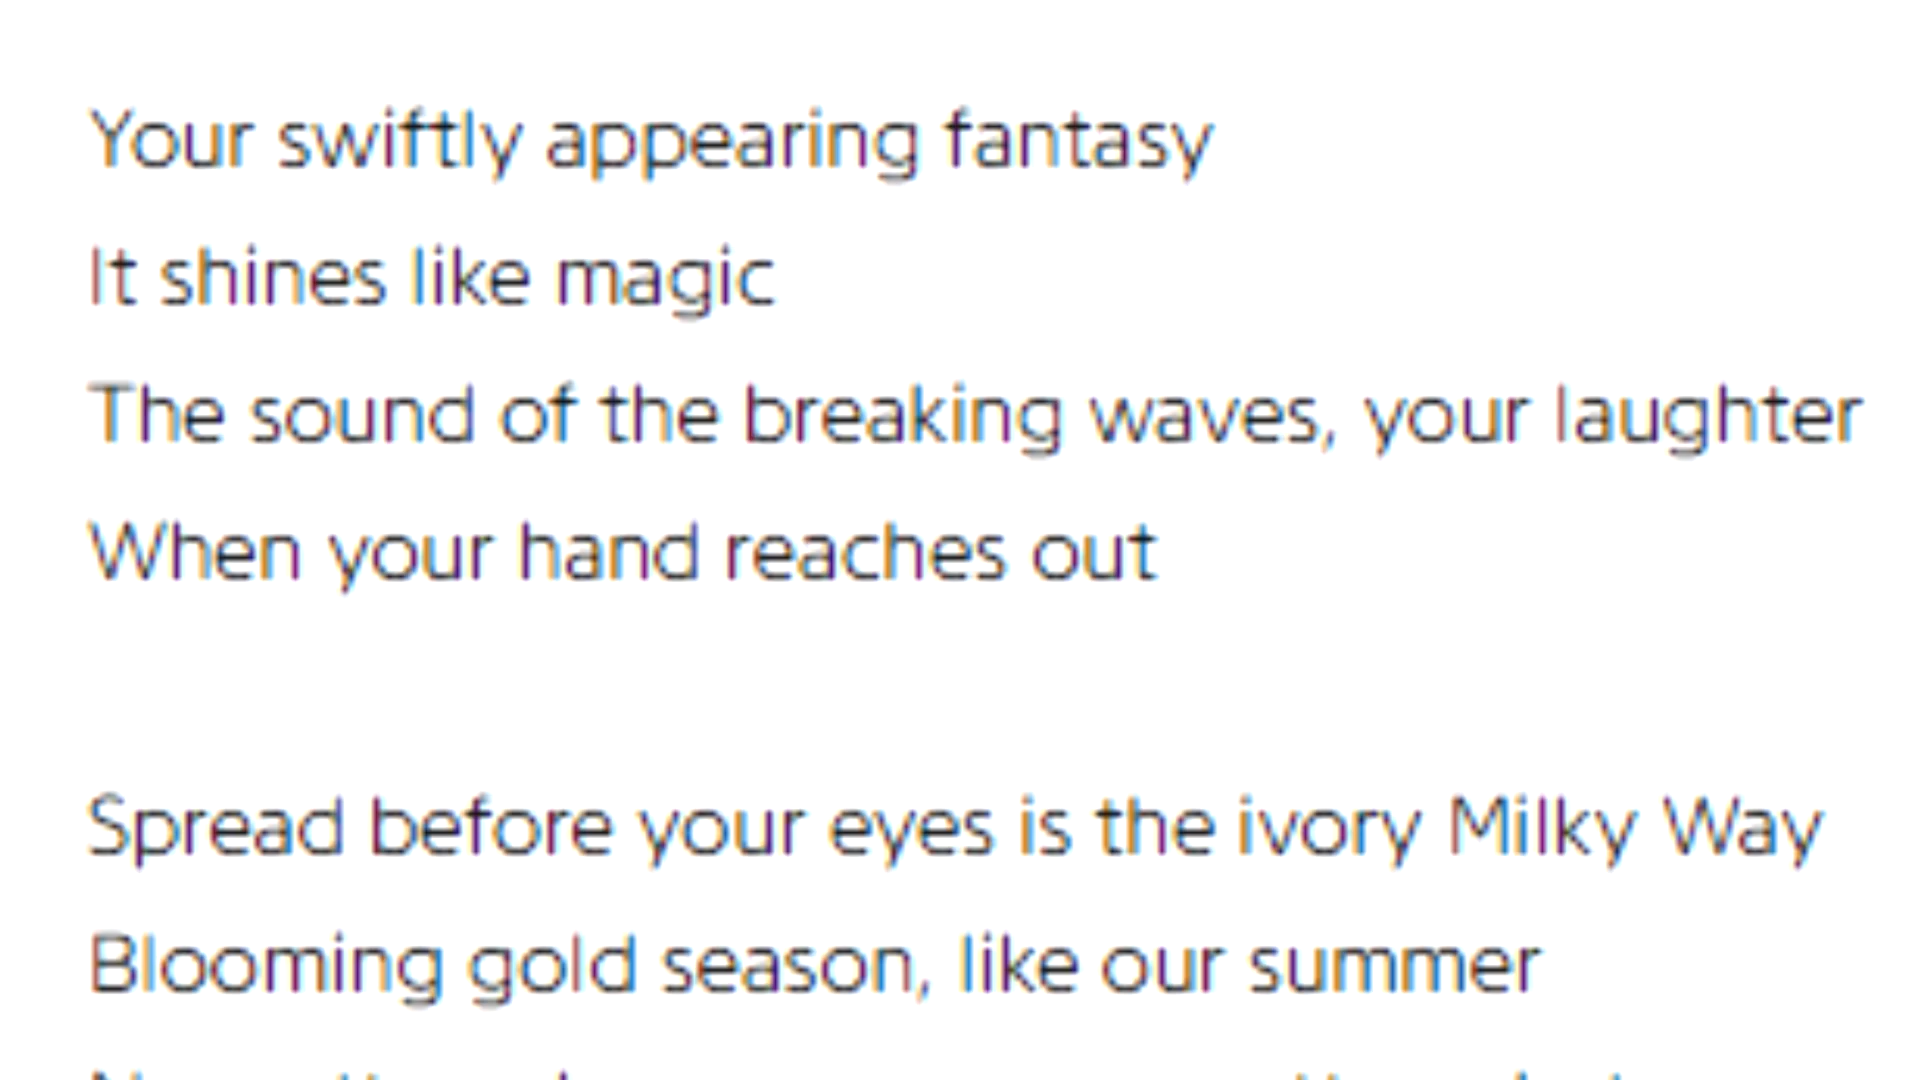 Your swiftly appearing fantasy
It shines like magic
The sound of the breaking waves, your laughter
When your hand reaches out
Spread before your eyes is the ivory Milky Way
Blooming gold season, like our summer